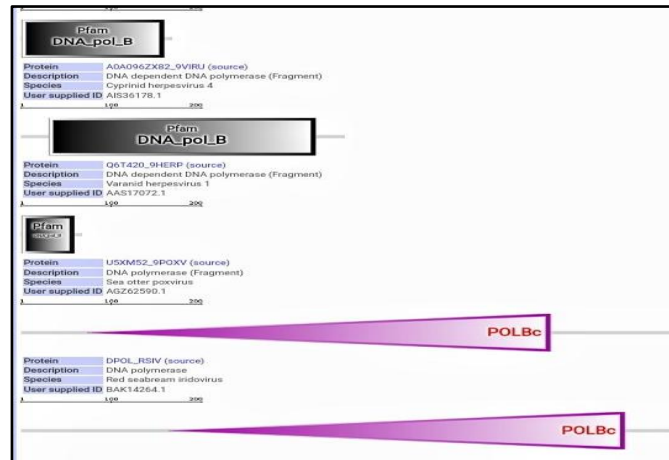 Pfam
DNA_pol_B
Protein A0A096ZX82_9VIRU (source)
Description DNA dependent DNA polymerase (Fragment)
Species Cyprinid herpesvirus 4
User supplied ID AIS36178.1
1 100 200
Pfam
DNA_pol_B
Protein Q6T420_9HERP (source)
Description DNA dependent DNA polymerase (Fragment)
Species Varanid herpesvirus 1
User supplied ID AAS17072.1
1 100 200
Pfam
Protein U5XM52_9POXV (source)
Description DNA polymerase (Fragment)
Species Sea otter poxvirus
User supplied ID AGZ62590.1
1 100 200
POLBc
Protein DPOL_RSIV (source)
Description DNA polymerase
Species Red seabream iridovirus
User supplied ID BAK14264.1
1 100 200
POLBc